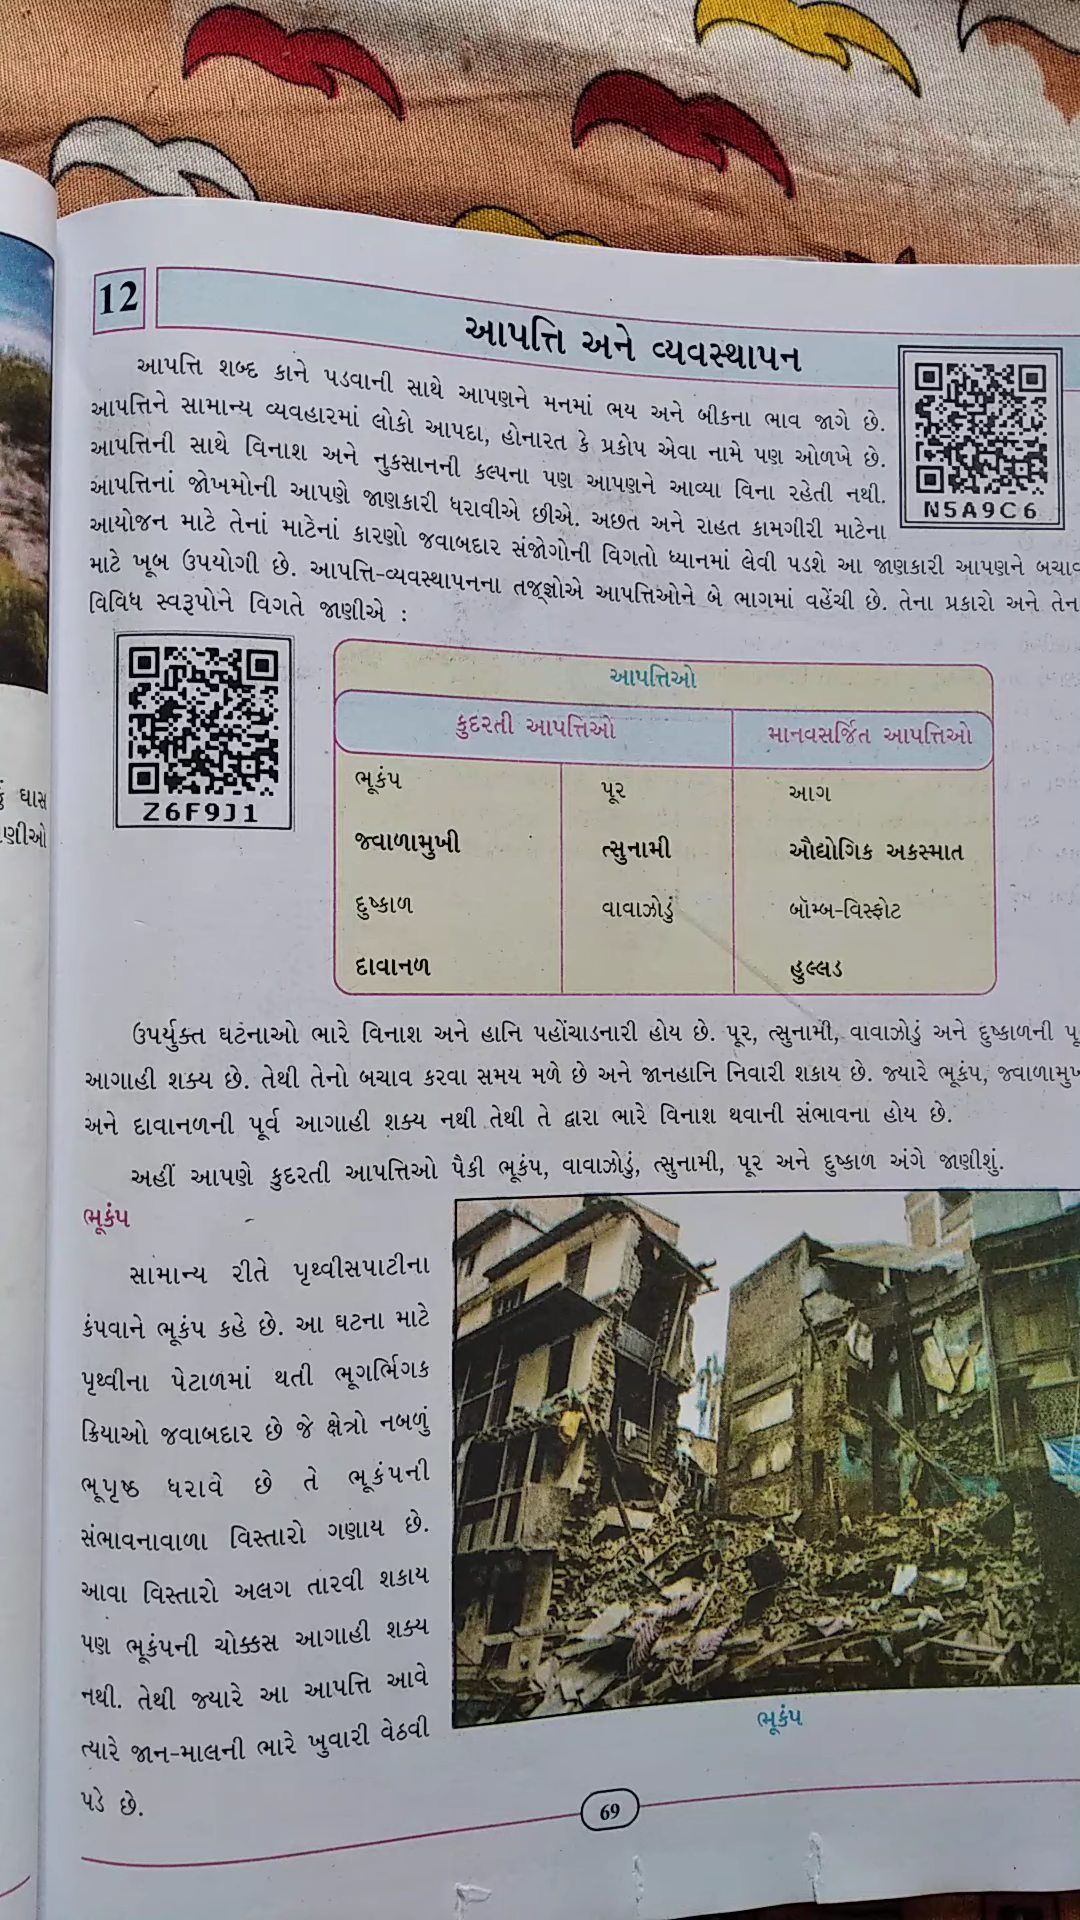 ઘાસ
ણીઓ
12
આપત્તિ અને વ્યવસ્થાપન
આપત્તિ શબ્દ કાને પડવાની સાથે આપણને મનમાં ભય અને બીકના ભાવ જાગે છે.
આપત્તિને સામાન્ય વ્યવહારમાં લોકો આપદા, હોનારત કે પ્રકોપ એવા નામે પણ ઓળખે છે.
આપત્તિની સાથે વિનાશ અને નુકસાનની કલ્પના પણ આપણને આવ્યા વિના રહેતી નથી.
આપત્તિનાં જોખમોની આપણે જાણકારી ધરાવીએ છીએ. અછત અને રાહત કામગીરી માટેના
આયોજન માટે તેનાં માટેનાં કારણો જવાબદાર સંજોગોની વિગતો ધ્યાનમાં લેવી પડશે આ જાણકારી આપણને બચાવ
માટે ખૂબ ઉપયોગી છે. આપત્તિ-વ્યવસ્થાપનના તજ્જ્ઞોએ આપત્તિઓને બે ભાગમાં વહેંચી છે. તેના પ્રકારો અને તેન
વિવિધ સ્વરૂપોને વિગતે જાણીએ :
N5A9C6
Z6F9J1
આપત્તિઓ
કુદરતી આપત્તિઓ માનવસર્જિત આપત્તિઓ
ભૂકંપ પૂર આગ
જ્વાળામુખી ત્સુનામી ઔદ્યોગિક અકસ્માત
દુષ્કાળ વાવાઝોડું બૉમ્બ-વિસ્ફોટ
દાવાનળ હુલ્લડ
ઉપર્યુક્ત ઘટનાઓ ભારે વિનાશ અને હાનિ પહોંચાડનારી હોય છે. પૂર, ત્સુનામી, વાવાઝોડું અને દુષ્કાળની પૂ
આગાહી શક્ય છે. તેથી તેનો બચાવ કરવા સમય મળે છે અને જાનહાનિ નિવારી શકાય છે. જ્યારે ભૂકંપ, જ્વાળામુખ
અને દાવાનળની પૂર્વ આગાહી શક્ય નથી તેથી તે દ્વારા ભારે વિનાશ થવાની સંભાવના હોય છે.
અહીં આપણે કુદરતી આપત્તિઓ પૈકી ભૂકંપ, વાવાઝોડું, ત્સુનામી, પૂર અને દુષ્કાળ અંગે જાણીશું.
ભૂકંપ
સામાન્ય રીતે પૃથ્વીસપાટીના
કંપવાને ભૂકંપ કહે છે. આ ઘટના માટે
પૃથ્વીના પેટાળમાં થતી ભૂગર્ભિગક
ક્રિયાઓ જવાબદાર છે જે ક્ષેત્રો નબળું
ભૂપૃષ્ઠ ધરાવે છે તે ભૂકંપની
સંભાવનાવાળા વિસ્તારો ગણાય છે.
આવા વિસ્તારો અલગ તારવી શકાય
પણ ભૂકંપની ચોક્કસ આગાહી શક્ય
નથી. તેથી જ્યારે આ આપત્તિ આવે
ત્યારે જાન-માલની ભારે ખુવારી વેઠવી
પડે છે.
ભૂકંપ
69